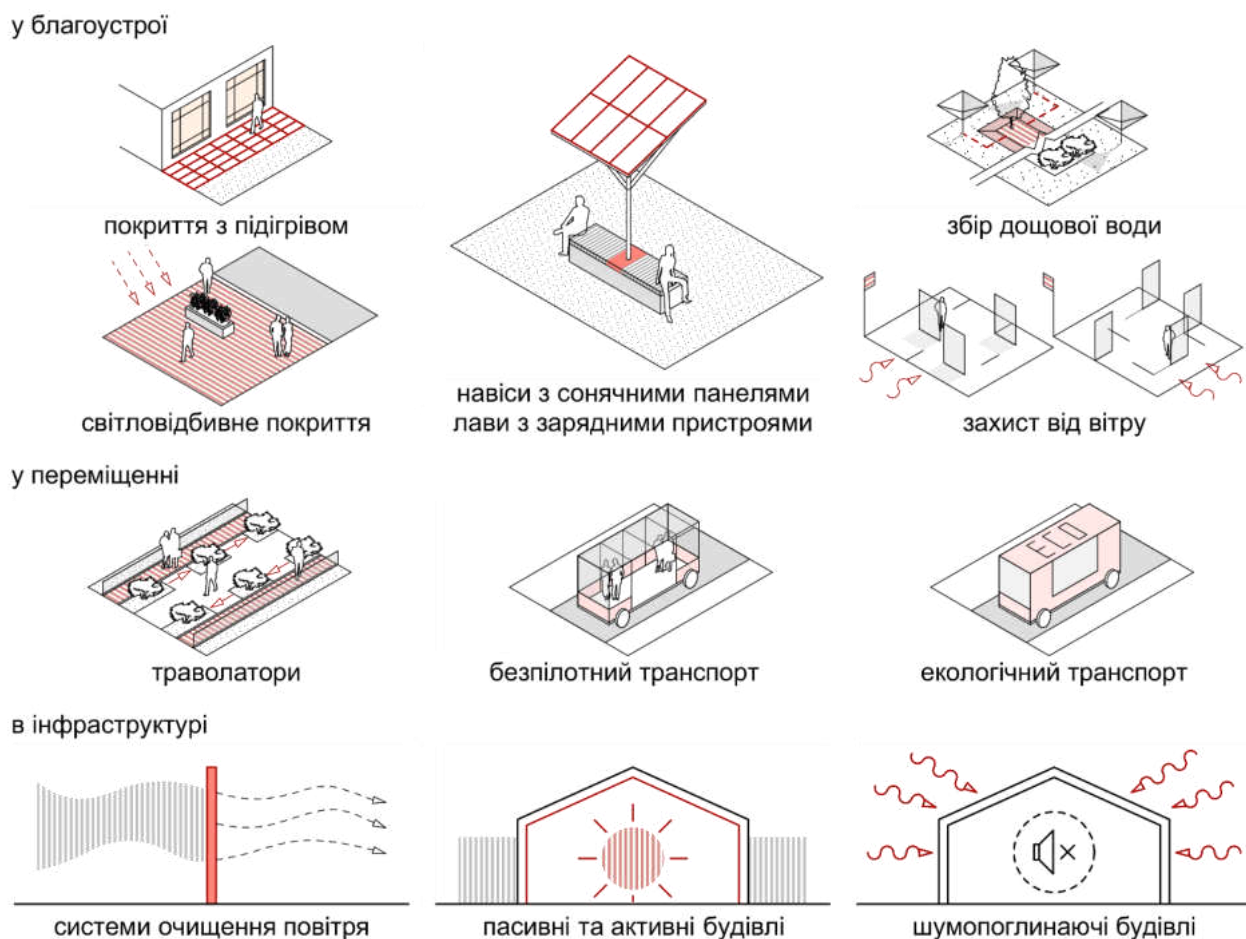 у благоустрої
покриття з підігрівом
світловідбивне покриття
навіси з сонячними панелями
лави з зарядними пристроями
збір дощової води
захист від вітру
у переміщенні
траволатори
безпілотний транспорт
ECO
екологічний транспорт
в інфраструктурі
системи очищення повітря
пасивні та активні будівлі
шумопоглинаючі будівлі